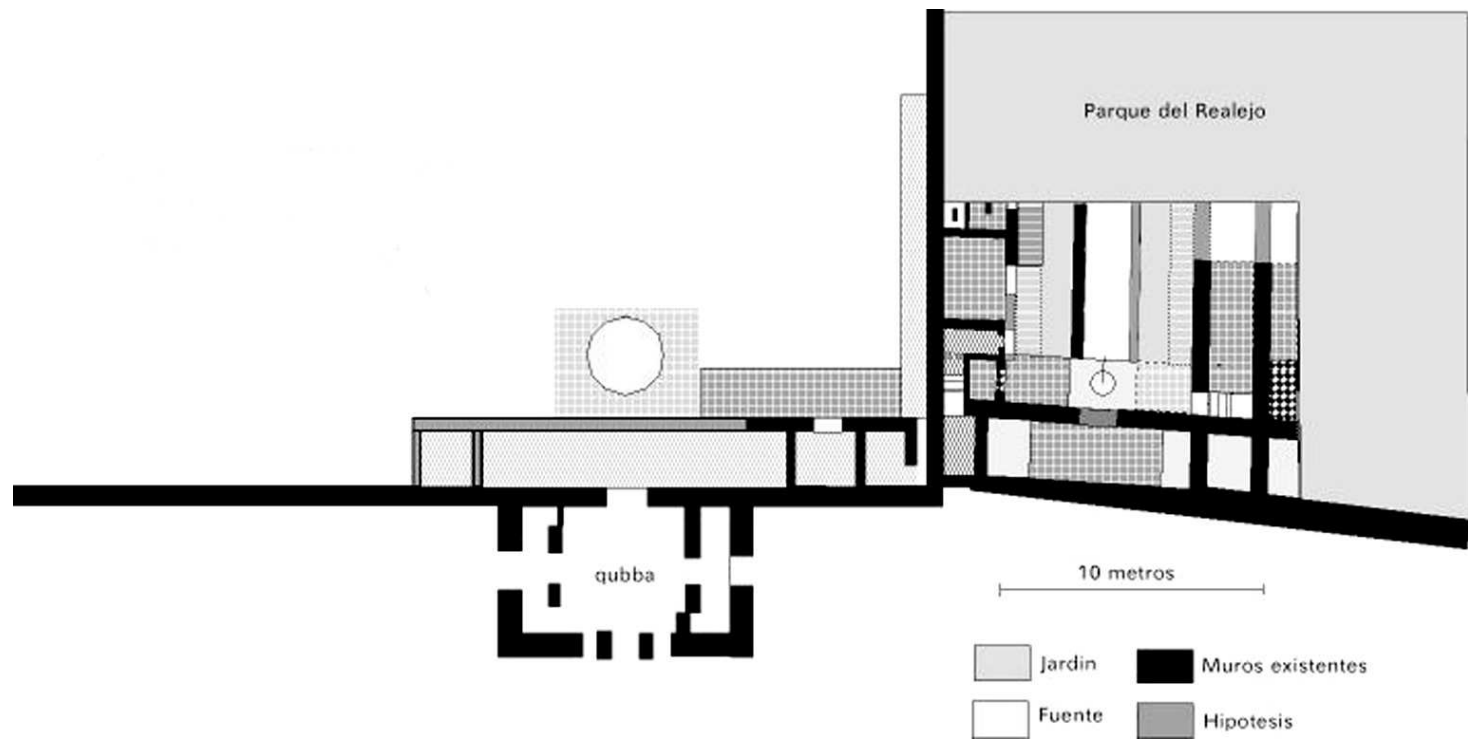 Parque del Realejo
qubba
10 metros
Jardin
Muros existentes
Fuente
Hipotesis